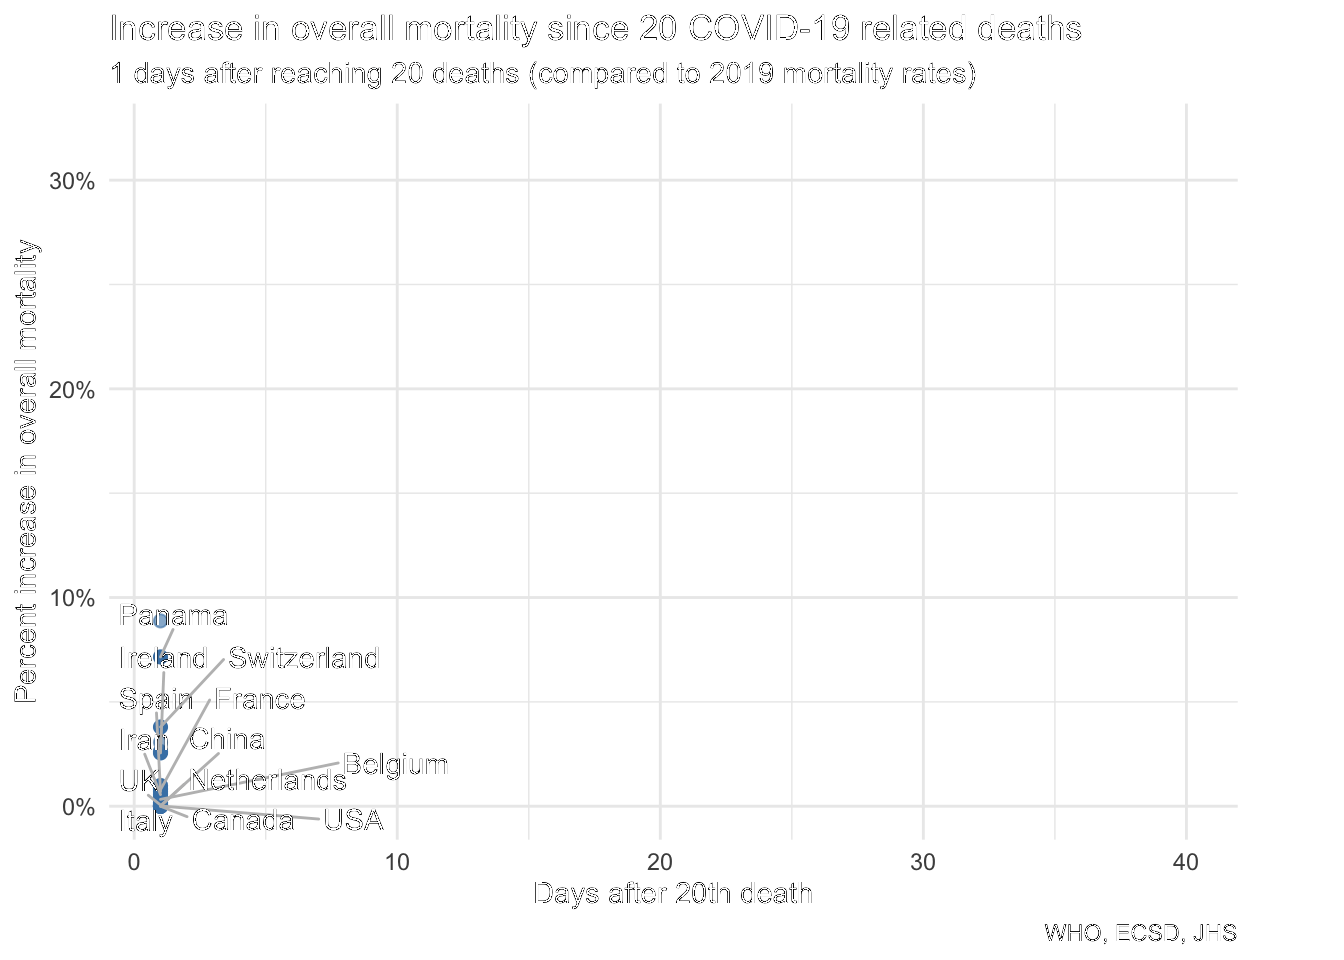 Increase in overall mortality since 20 COVID-19 related deaths
1 days after reaching 20 deaths (compared to 2019 mortality rates)
Percent increase in overall mortality
30%
20%
10%
0%
Panama
Ireland Switzerland
Spain France
Iran China
Belgium
UK Netherlands
Italy Canada USA
0 10 20 30 40
Days after 20th death
WHO, ECSD, JHS